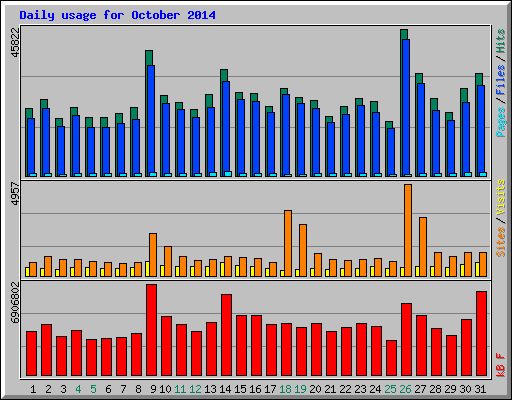 Daily usage for October 2014
45822
Pages / Files / Hits
4957
Sites / Visits
6906802
kB F
1 2 3 4 5 6 7 8 9 10 11 12 13 14 15 16 17 18 19 20 21 22 23 24 25 26 27 28 29 30 31